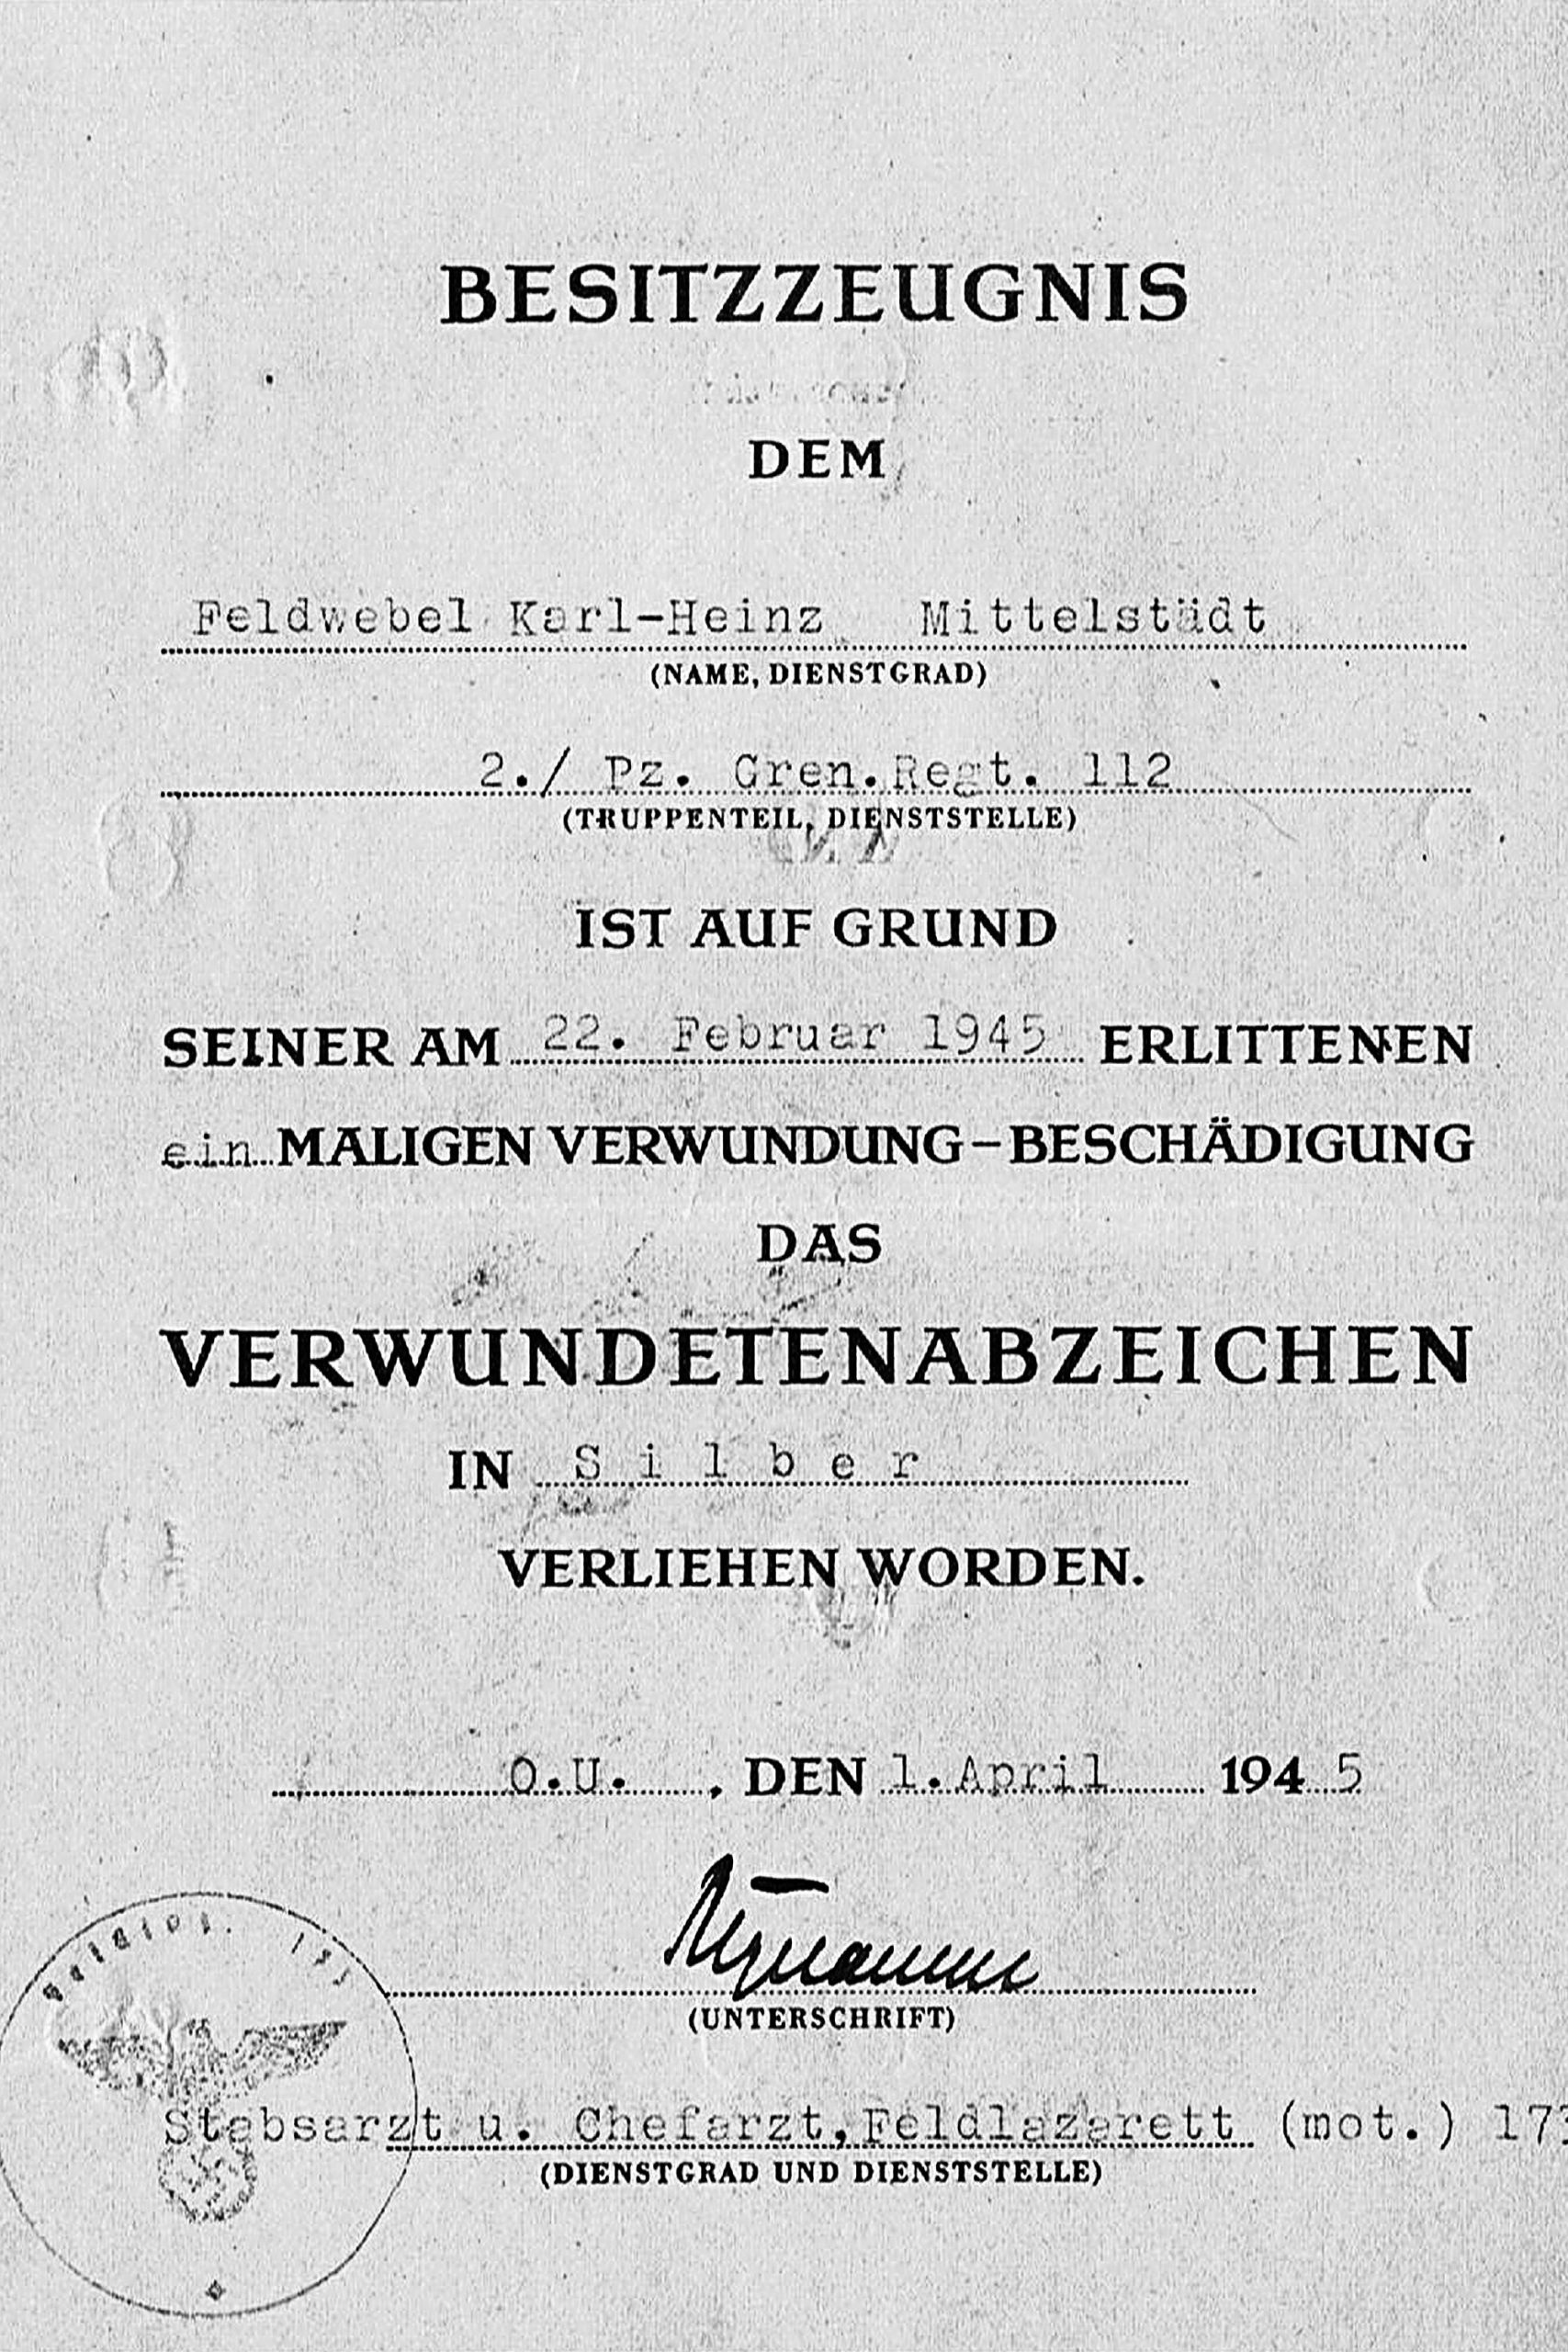 BESITZZEUGNIS
DEM
Feldwebel Karl-Heinz Mittelstädt
(NAME, DIENSTGRAD)
2./ Pz. Gren.Regt. 112
(TRUPPENTEIL, DIENSTSTELLE)
IST AUF GRUND
SEINER AM 22. Februar 1945 ERLITTENEN
ein MALIGEN VERWUNDUNG–BESCHÄDIGUNG
DAS
VERWUNDETENABZEICHEN
IN Silber
VERLIEHEN WORDEN.
O.U. , DEN 1. April 194 5
(UNTERSCHRIFT)
Stabsarzt u. Chefarzt, Feldlazarett (mot.)
(DIENSTGRAD UND DIENSTSTELLE)